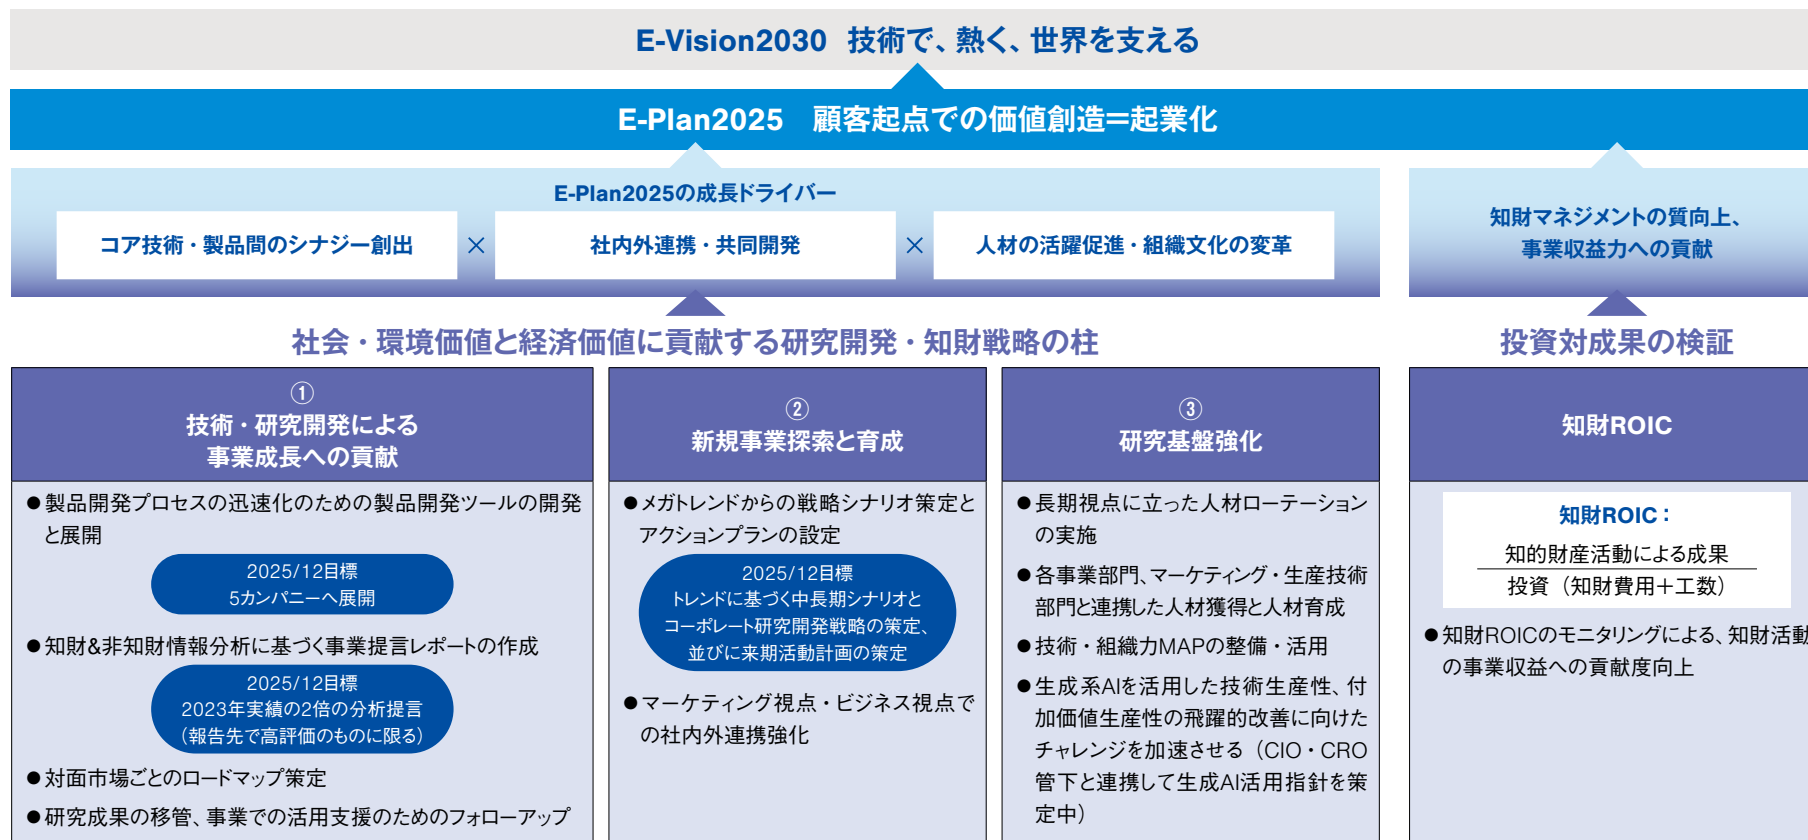 E-Vision2030 技術で、熱く、世界を支える
E-Plan2025 顧客起点での価値創造=起業化
E-Plan2025の成長ドライバー
コア技術・製品間のシナジー創出
×
社内外連携・共同開発
×
人材の活躍促進・組織文化の変革
知財マネジメントの質向上、
事業収益力への貢献
社会・環境価値と経済価値に貢献する研究開発・知財戦略の柱
投資対成果の検証
①
技術・研究開発による
事業成長への貢献
●製品開発プロセスの迅速化のための製品開発ツールの開発
と展開
2025/12目標
5カンパニーへ展開
●知財&非知財情報分析に基づく事業提言レポートの作成
2025/12目標
2023年実績の2倍の分析提言
(報告先で高評価のものに限る)
●対面市場ごとのロードマップ策定
●研究成果の移管、事業での活用支援のためのフォローアップ
②
新規事業探索と育成
●メガトレンドからの戦略シナリオ策定と
アクションプランの設定
2025/12目標
トレンドに基づく中長期シナリオと
コーポレート研究開発戦略の策定、
並びに来期活動計画の策定
●マーケティング視点・ビジネス視点で
の社内外連携強化
③
研究基盤強化
●長期視点に立った人材ローテーション
の実施
●各事業部門、マーケティング・生産技術
部門と連携した人材獲得と人材育成
●技術・組織力MAPの整備・活用
●生成系AIを活用した技術生産性、付
加価値生産性の飛躍的改善に向けた
チャレンジを加速させる(CIO・CRO
管下と連携して生成AI活用指針を策
定中)
知財ROIC
知財ROIC:
知的財産活動による成果
投資(知財費用+工数)
●知財ROICのモニタリングによる、知財活動
の事業収益への貢献度向上